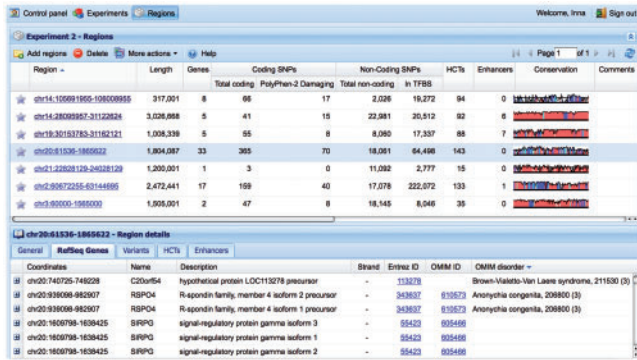 Control panel Experiments Regions Welcome, Inna Sign out
Experiment 2 - Regions
Add regions Delete More actions Help Page 1 of 1
Region Length Genes Coding SNPs Non-Coding SNPs HCTs Enhancers Conservation Comments
Total coding PolyPhen-2 Damaging Total non-coding In TFBS
317,001 8 66 17 2,026 19,272 94 0
chr14:28095957-31122624 3,026,668 5 41 15 22,981 20,512 92 6
chr19:30153783-31162121 1,008,339 5 55 8 8,060 17,337 88 7
chr20:61536-1865622 1,804,087 33 365 70 18,061 64,498 143 0
chr21:22828129-24028129 1,200,001 1 3 0 11,092 2,777 15 0
chr2:60672255-63144695 2,472,441 17 159 40 17,078 222,072 133 1
chr3:60000-1565000 1,505,001 2 47 8 18,145 8,046 35 0
chr20:61536-1865622 - Region details
General RefSeq Genes Variants HCTs Enhancers
Coordinates Name Description Strand Entrez ID OMIM ID OMIM disorder
chr20:740725-749228 C20orf54 hypothetical protein LOC113278 precursor - 113278 Brown-Vialetto-Van Laere syndrome, 211530 (3)
chr20:939098-982907 RSPO4 R-spondin family, member 4 isoform 2 precursor - 343637 610573 Anonychia congenita, 206800 (3)
chr20:939098-982907 RSPO4 R-spondin family, member 4 isoform 1 precursor - 343637 610573 Anonychia congenita, 206800 (3)
chr20:1609798-1638425 SIRPG signal-regulatory protein gamma isoform 3 - 55423 605466
chr20:1609798-1638425 SIRPG signal-regulatory protein gamma isoform 1 - 55423 605466
chr20:1609798-1638425 SIRPG signal-regulatory protein gamma isoform 2 - 55423 605466